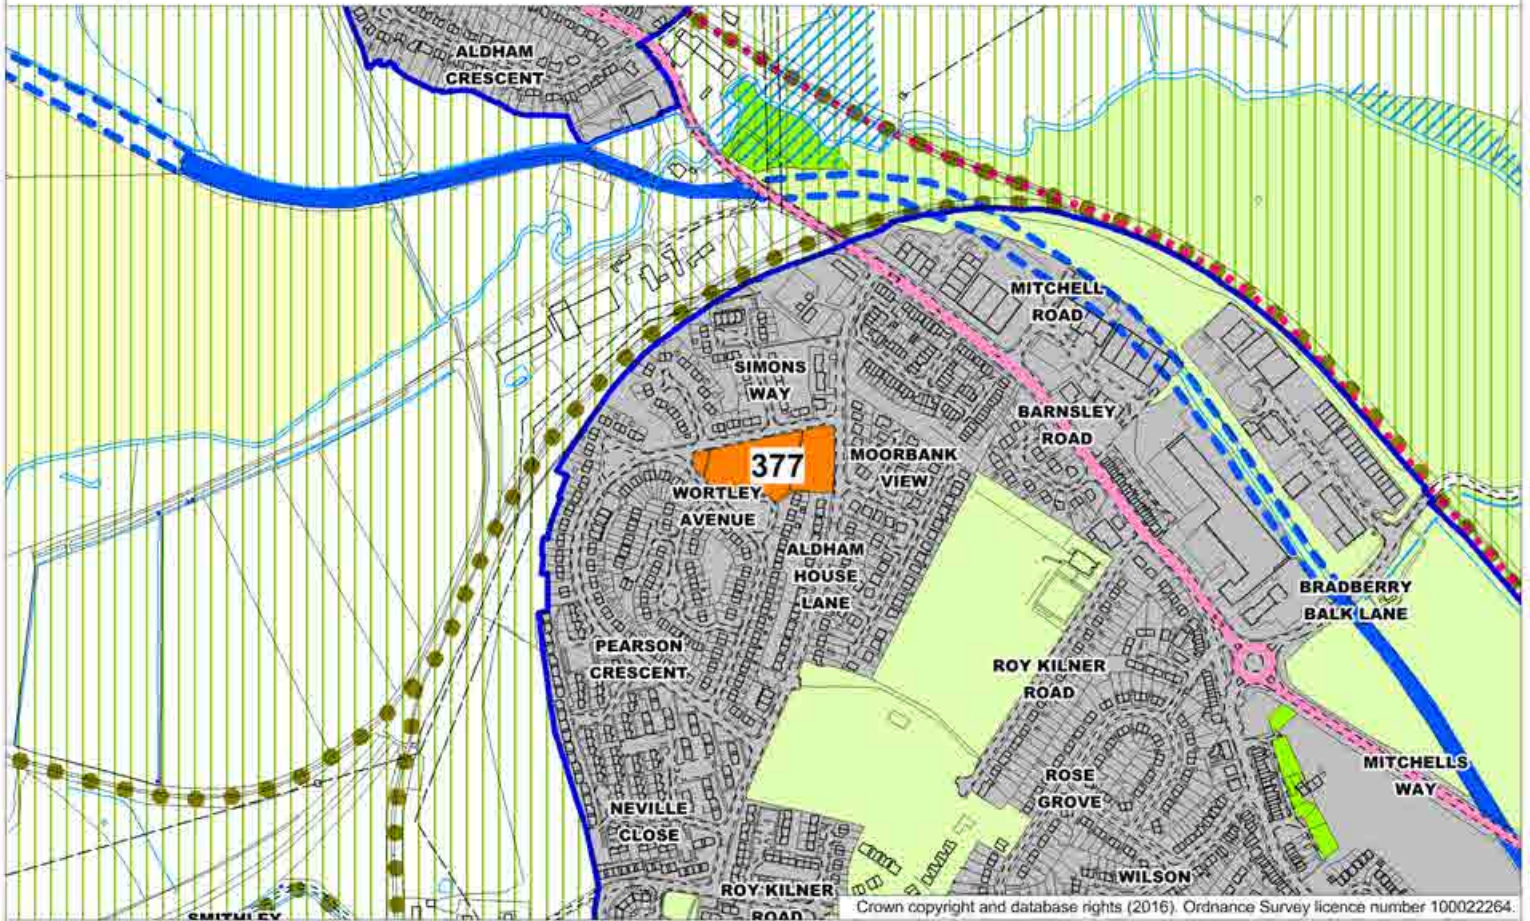 ALDHAM
CRESCENT
MITCHELL
ROAD
SIMONS
WAY
BARNSLEY
ROAD
377
MOORBANK
VIEW
WORTLEY
AVENUE
ALDHAM
HOUSE
LANE
BRADBERRY
BALK LANE
PEARSON
CRESCENT
ROY KILNER
ROAD
MITCHELLS
WAY
ROSE
GROVE
NEVILLE
CLOSE
WILSON
ROY KILNER
ROAD
SMITHLEY
Crown copyright and database rights (2016). Ordnance Survey licence number 100022264.